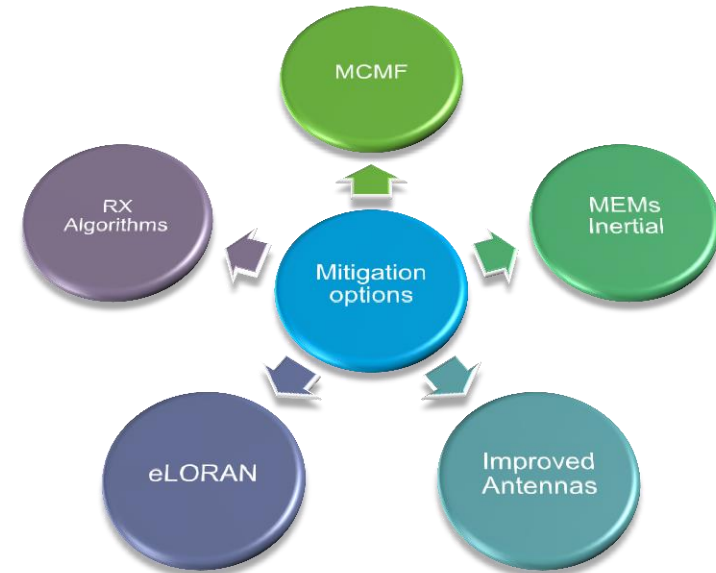 MCMF
RX
Algorithms
MEMs
Inertial
Mitigation
options
eLORAN
Improved
Antennas